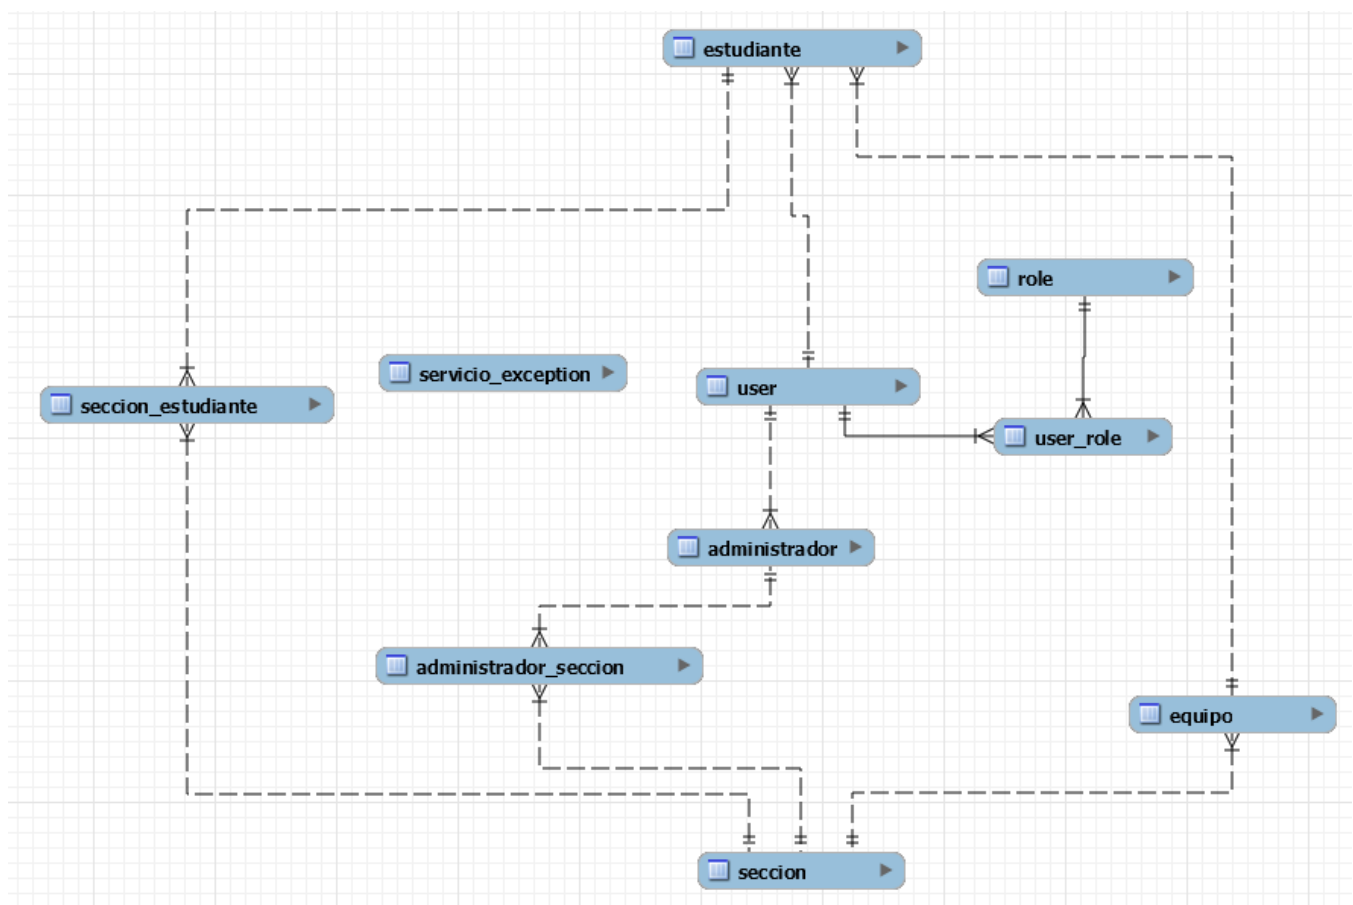 estudiante
role
servicio_exception
user
seccion_estudiante
user_role
administrador
administrador_seccion
equipo
seccion